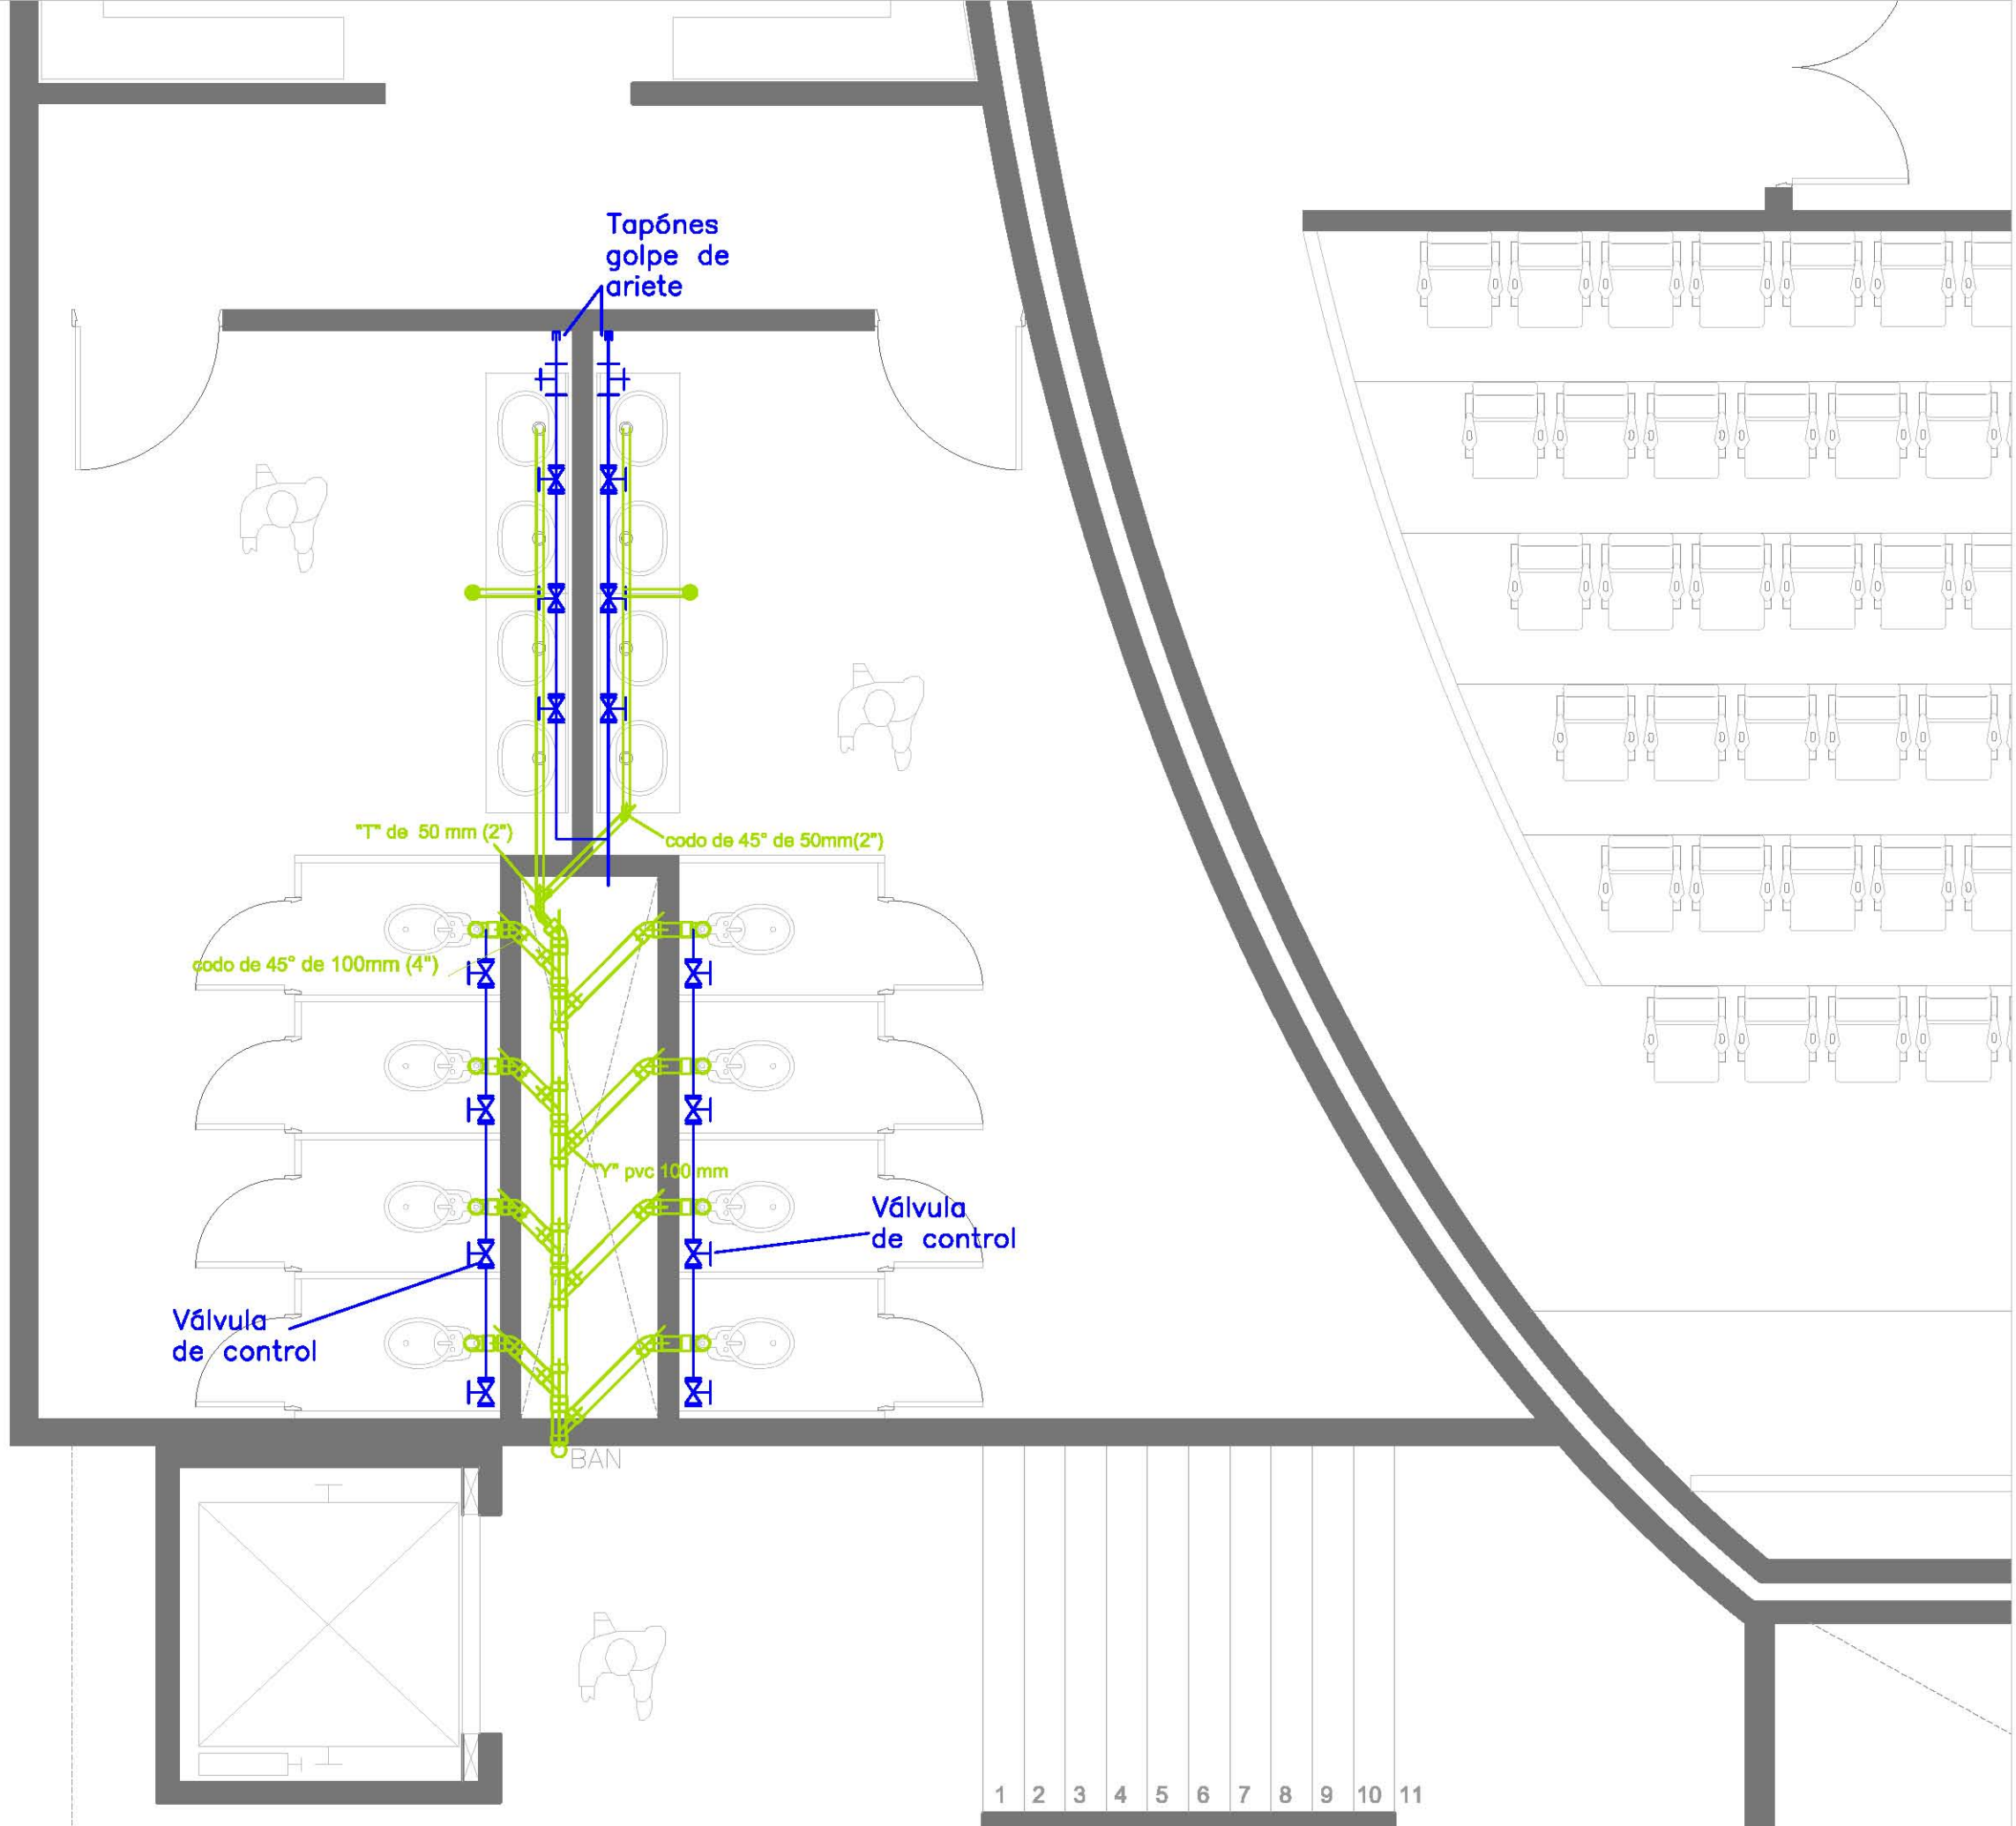 Tapónes
golpe de
ariete
"T" de 50 mm (2")
codo de 45° de 50mm(2")
codo de 45° de 100mm (4")
"Y" pvc 100 mm
Válvula
de control
Válvula
de control
BAN
1 2 3 4 5 6 7 8 9 10 11